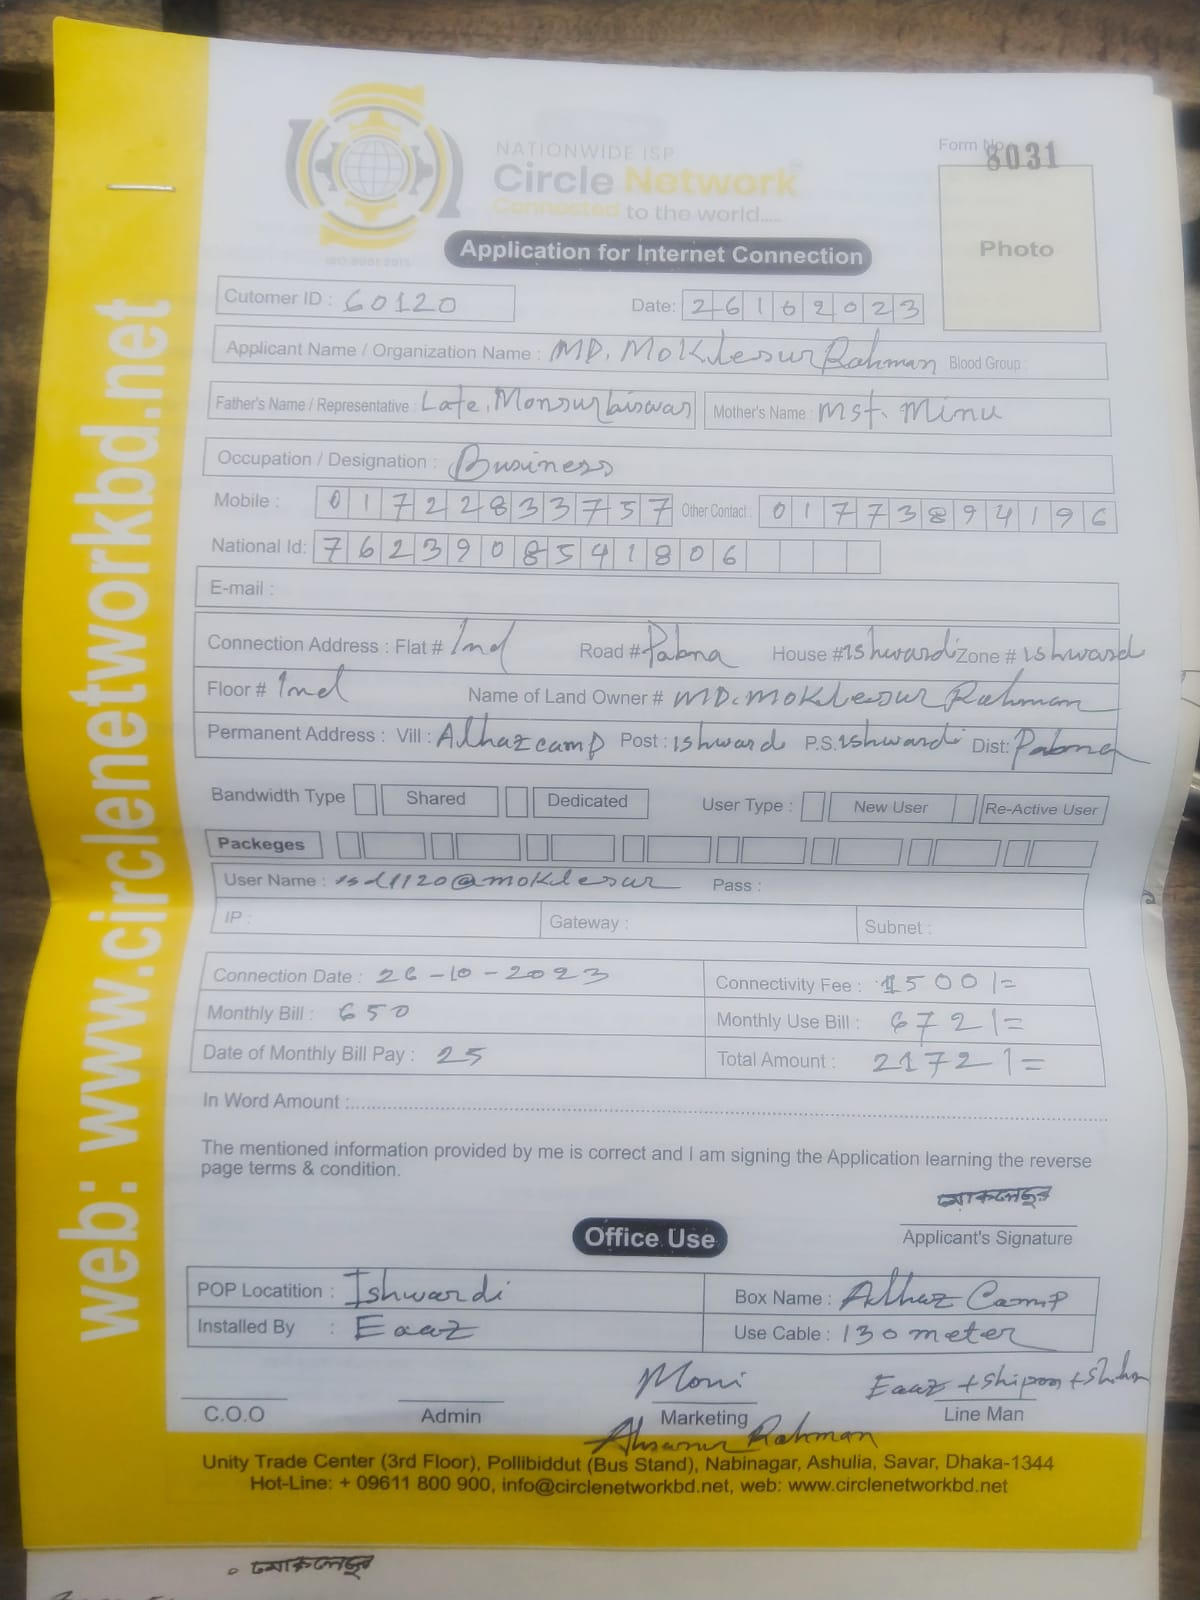 NATIONWIDE ISP
Circle Network
Connected to the world.....
ISO 9001:2015
Form No 8031
Photo
Application for Internet Connection
web: www.circlenetworkbd.net
Cutomer ID : 60120 Date: 26102023
Applicant Name / Organization Name : MD. Moklesur Rahman Blood Group :
Father's Name / Representative : Late. Monsur biswas Mother's Name : Mst. Minu
Occupation / Designation : Business
Mobile : 01722833757 Other Contact : 01773894196
National Id: 7623908541806
E-mail :
Connection Address : Flat # Ind Road # Pabna House # ishwardi Zone # ishwardi
Floor # Ind Name of Land Owner # MD. Moklesur Rahman
Permanent Address : Vill : Alhaz camp Post : ishwardi P.S. ishwardi Dist: Pabna
Bandwidth Type Shared Dedicated User Type : New User Re-Active User
Packeges
User Name : isd1120@moklesur Pass :
IP : Gateway : Subnet :
Connection Date : 26-10-2023 Connectivity Fee : 1500/=
Monthly Bill : 650 Monthly Use Bill : 672/=
Date of Monthly Bill Pay : 25 Total Amount : 2172/=
In Word Amount :
The mentioned information provided by me is correct and I am signing the Application learning the reverse
page terms & condition.
মোকলেছুর
Applicant's Signature
Office Use
POP Locatition : Ishwardi Box Name : Alhaz Camp
Installed By : Eaaz Use Cable : 130 meter
Moni Eaaz + Shipon +
C.O.O Admin Marketing Line Man
Ahsanur Rahman
Unity Trade Center (3rd Floor), Pollibiddut (Bus Stand), Nabinagar, Ashulia, Savar, Dhaka-1344
Hot-Line: + 09611 800 900, info@circlenetworkbd.net, web: www.circlenetworkbd.net
মোকলেছুর